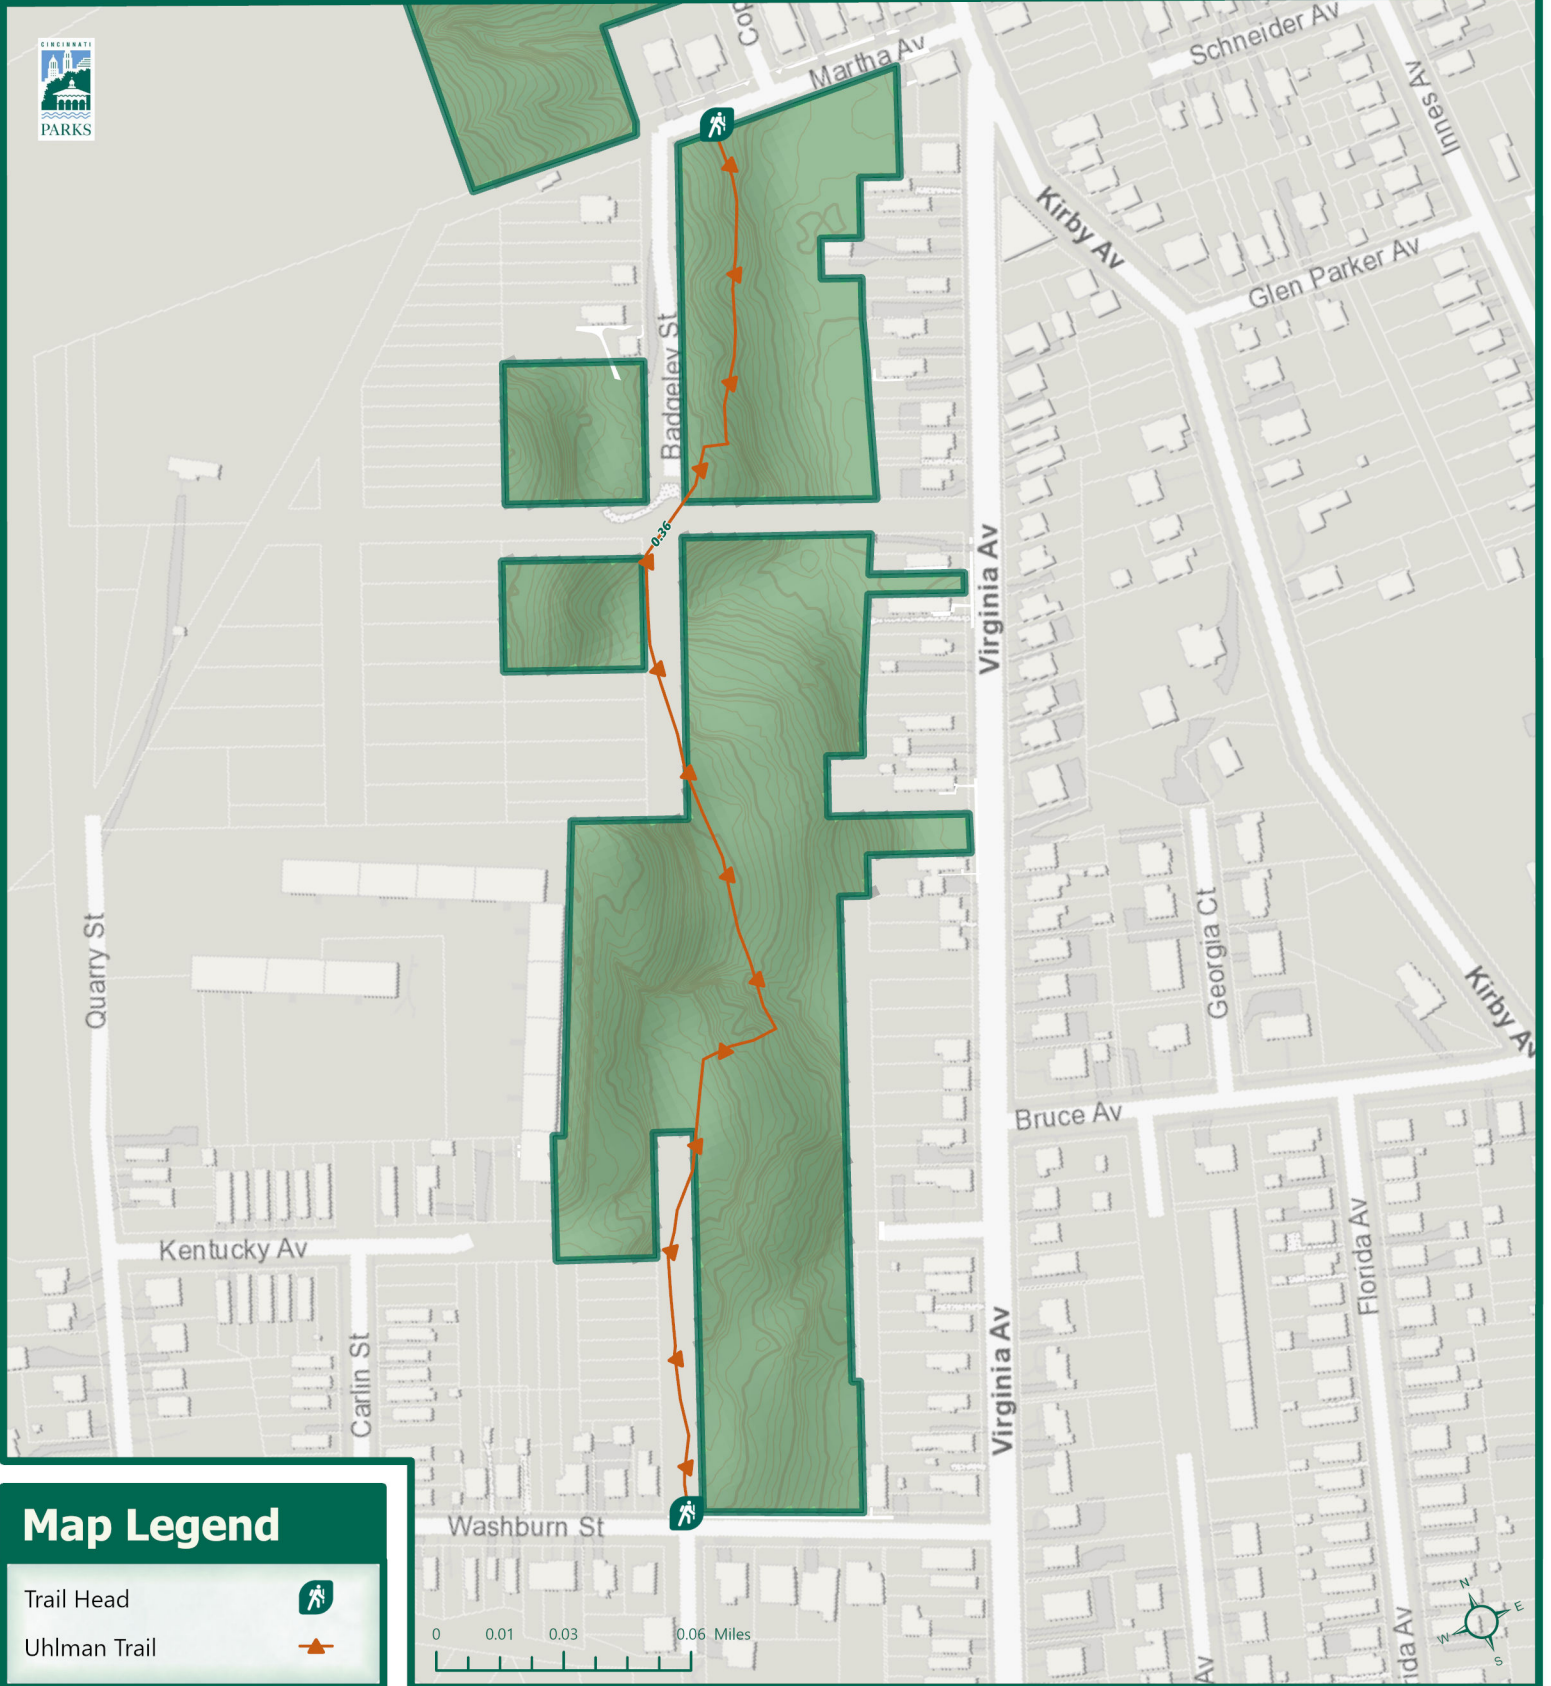 CINCINNATI
PARKS
Martha Av
Schneider Av
Innes Av
Kirby Av
Glen Parker Av
Badgeley St
0.36
Virginia Av
Quarry St
Georgia Ct
Kirby Av
Bruce Av
Kentucky Av
Florida Av
Carlin St
Virginia Av
Washburn St
Map Legend
Trail Head
Uhlman Trail
0 0.01 0.03 0.06 Miles
N
E
W
S
rida Av
Av